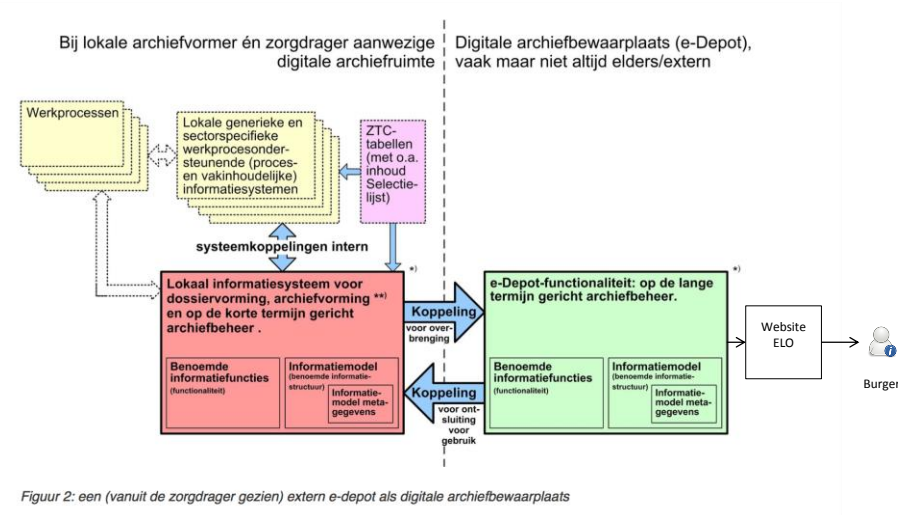 Bij lokale archiefvormer én zorgdrager aanwezige
digitale archiefruimte
Digitale archiefbewaarplaats (e-Depot),
vaak maar niet altijd elders/extern
Werkprocessen
Lokale generieke en
sectorspecifieke
werkprocesonder-
steunende (proces-
en vakinhoudelijke)
informatiesystemen
ZTC-
tabellen
(met o.a.
inhoud
Selectie-
lijst)
systeemkoppelingen intern
*)
Lokaal informatiesysteem voor
dossiervorming, archiefvorming **)
en op de korte termijn gericht
archiefbeheer .
Benoemde
informatiefuncties
(functionaliteit)
Informatiemodel
(benoemde informatie-
structuur)
Informatie-
model meta-
gegevens
Koppeling
voor over-
brenging
Koppeling
voor ont-
sluiting
voor
gebruik
*)
e-Depot-functionaliteit: op de lange
termijn gericht archiefbeheer.
Benoemde
informatiefuncties
(functionaliteit)
Informatiemodel
(benoemde informatie-
structuur)
Informatie-
model meta-
gegevens
Website
ELO
Burger
Figuur 2: een (vanuit de zorgdrager gezien) extern e-depot als digitale archiefbewaarplaats